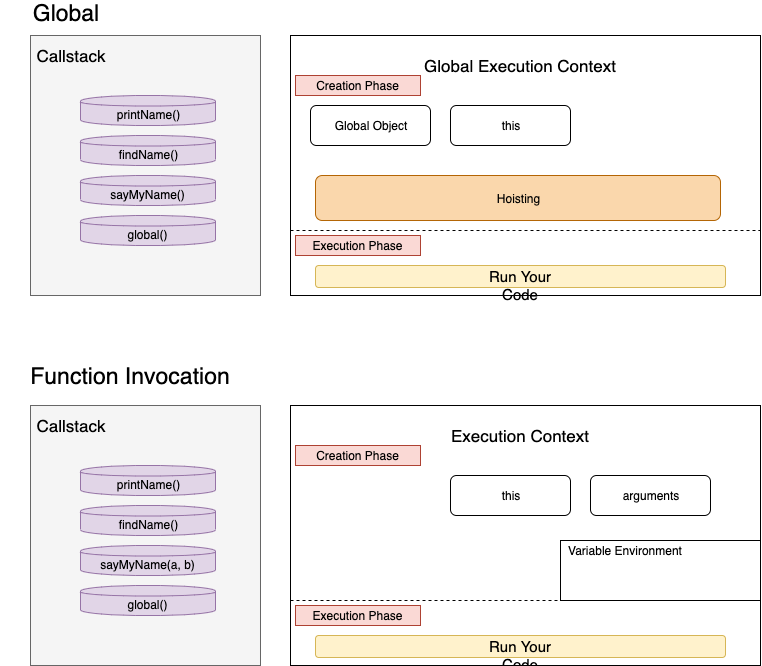 Global
Callstack
printName()
findName()
sayMyName()
global()
Global Execution Context
Creation Phase
Global Object
this
Hoisting
Execution Phase
Run Your
Code
Function Invocation
Callstack
printName()
findName()
sayMyName(a, b)
global()
Execution Context
Creation Phase
this
arguments
Variable Environment
Execution Phase
Run Your
Code